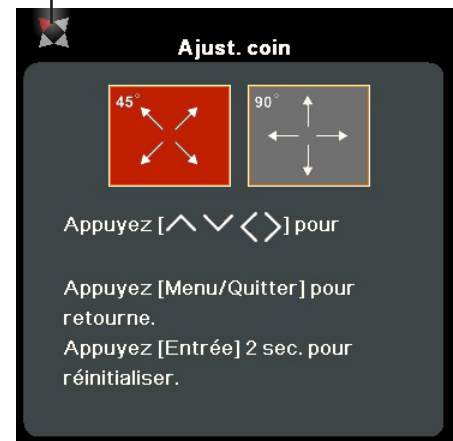 Ajust. coin
45° 90°
Appuyez [∧ ∨ < >] pour
Appuyez [Menu/Quitter] pour
retourne.
Appuyez [Entrée] 2 sec. pour
réinitialiser.